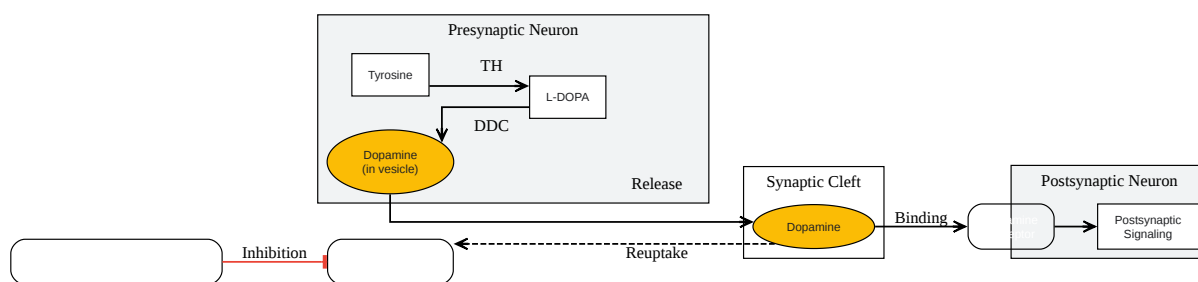 Presynaptic Neuron
Tyrosine
TH
L-DOPA
DDC
Dopamine
(in vesicle)
Release
Synaptic Cleft
Dopamine
Binding
Postsynaptic Neuron
Postsynaptic
Signaling
Inhibition
Reuptake